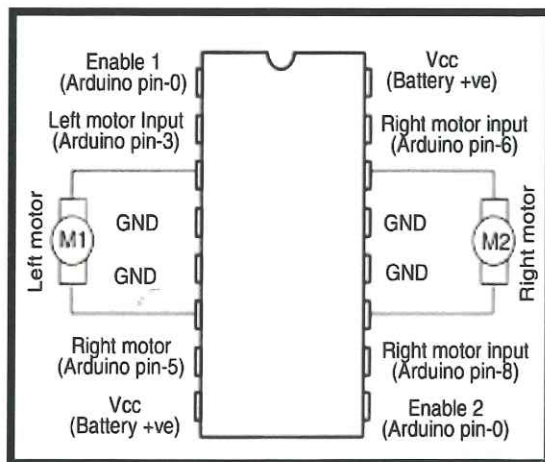 Enable 1
(Arduino pin-0)
Left motor Input
(Arduino pin-3)
Left motor
M1
GND
GND
Right motor
(Arduino pin-5)
Vcc
(Battery +ve)
Vcc
(Battery +ve)
Right motor input
(Arduino pin-6)
GND
GND
M2
Right motor
Right motor input
(Arduino pin-8)
Enable 2
(Arduino pin-0)